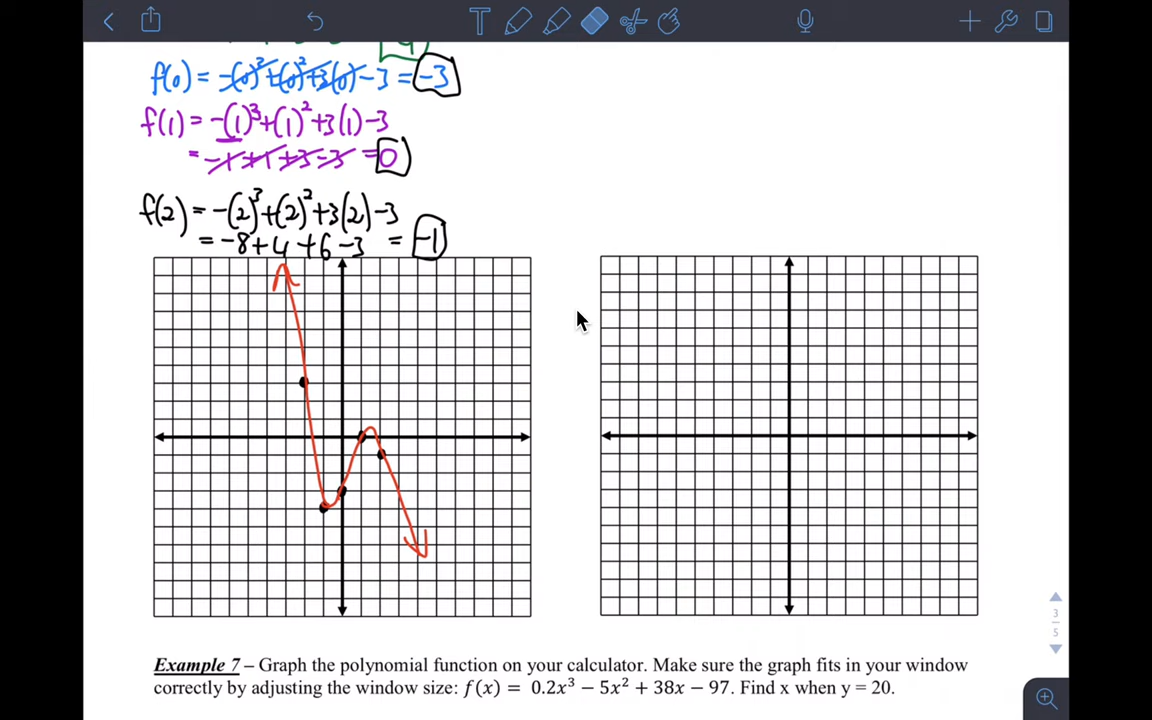 f(0) = -(0)³+(0)²+3(0)-3 = -3
f(1) = -(1)³+(1)²+3(1)-3
= -1+1+3-3 = 0
f(2) = -(2)³+(2)²+3(2)-3
= -8+4+6-3 = -1
Example 7 – Graph the polynomial function on your calculator. Make sure the graph fits in your window
correctly by adjusting the window size: f(x) = 0.2x³ − 5x² + 38x − 97. Find x when y = 20.
3
5